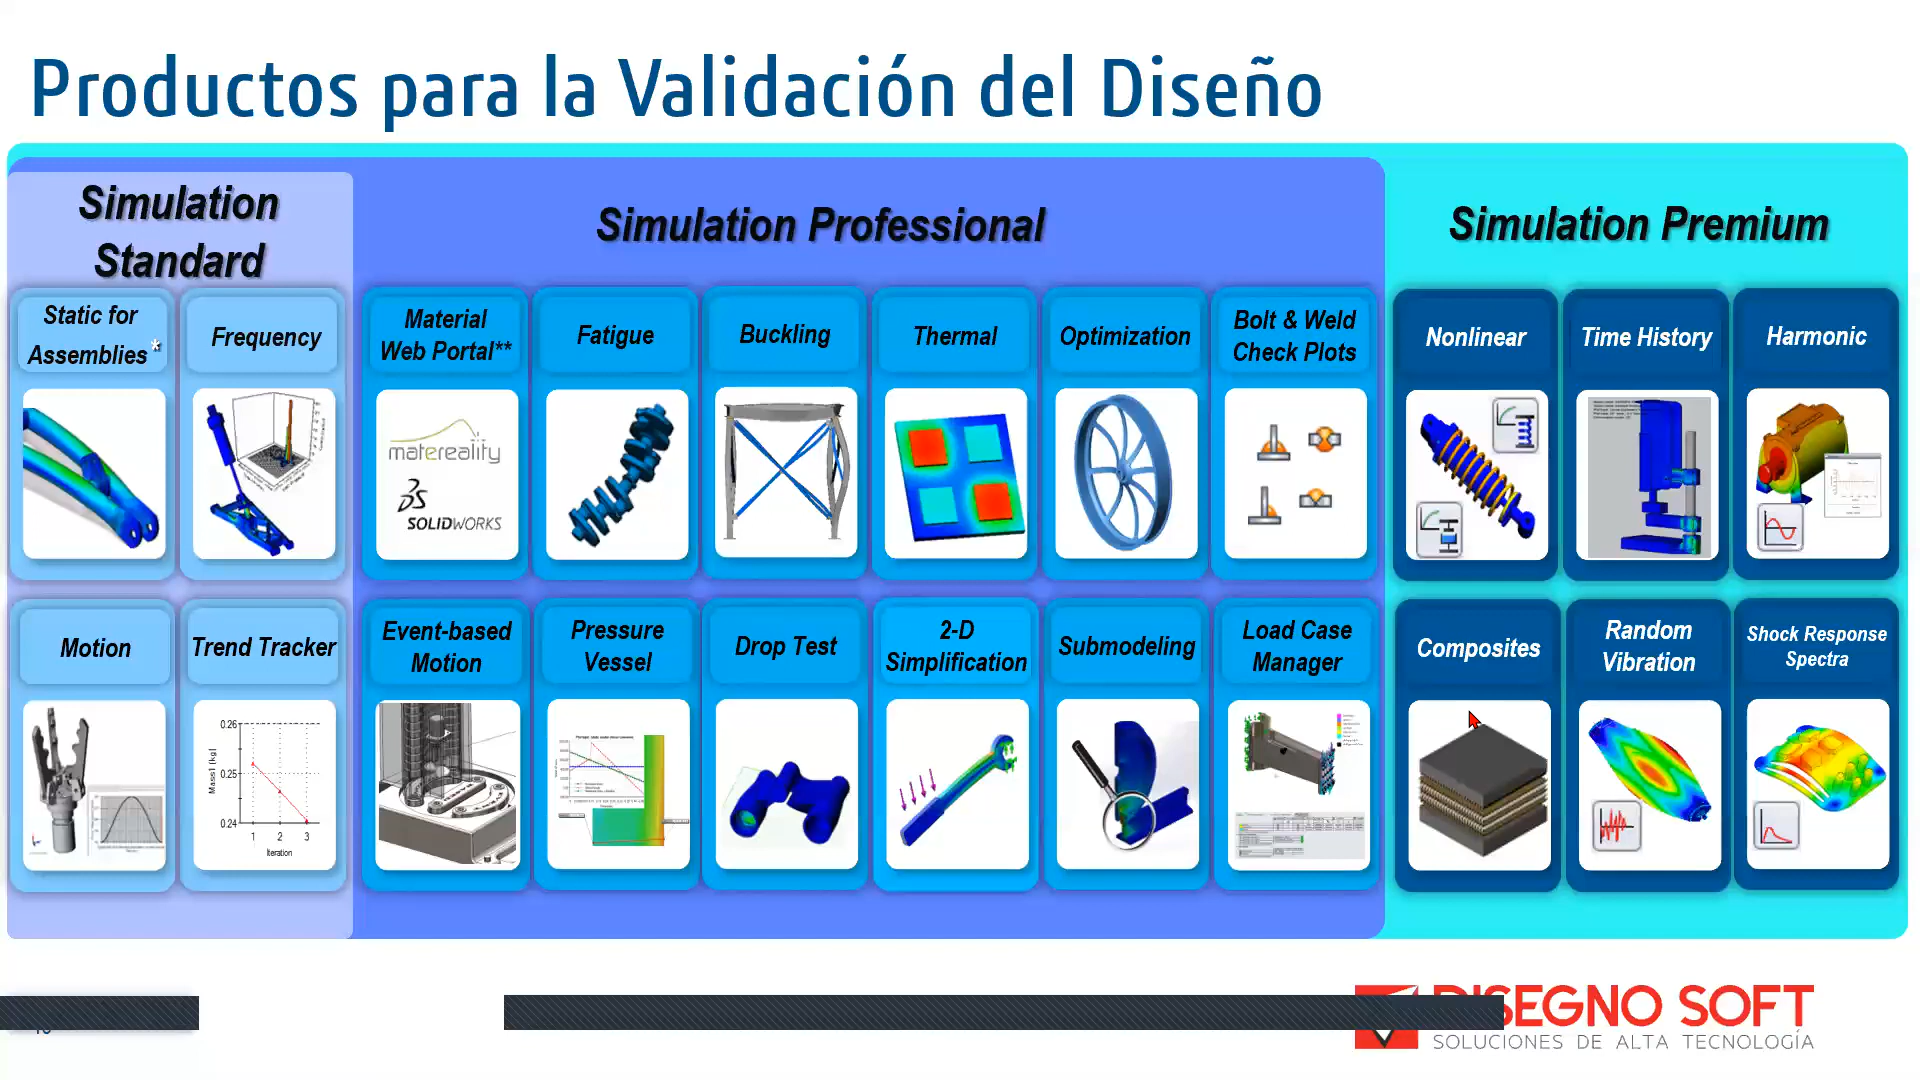 Productos para la Validación del Diseño
Simulation
Standard
Simulation Professional
Simulation Premium
Static for
Assemblies*
Frequency
Material
Web Portal**
Fatigue
Buckling
Thermal
Optimization
Bolt & Weld
Check Plots
Nonlinear
Time History
Harmonic
matereality
SOLIDWORKS
Motion
Trend Tracker
Event-based
Motion
Pressure
Vessel
Drop Test
2-D
Simplification
Submodeling
Load Case
Manager
Composites
Random
Vibration
Shock Response
Spectra
0.26
0.25
0.24
Mass1 (kg)
1 2 3
Iteration
SEGNO SOFT
SOLUCIONES DE ALTA TECNOLOGÍA